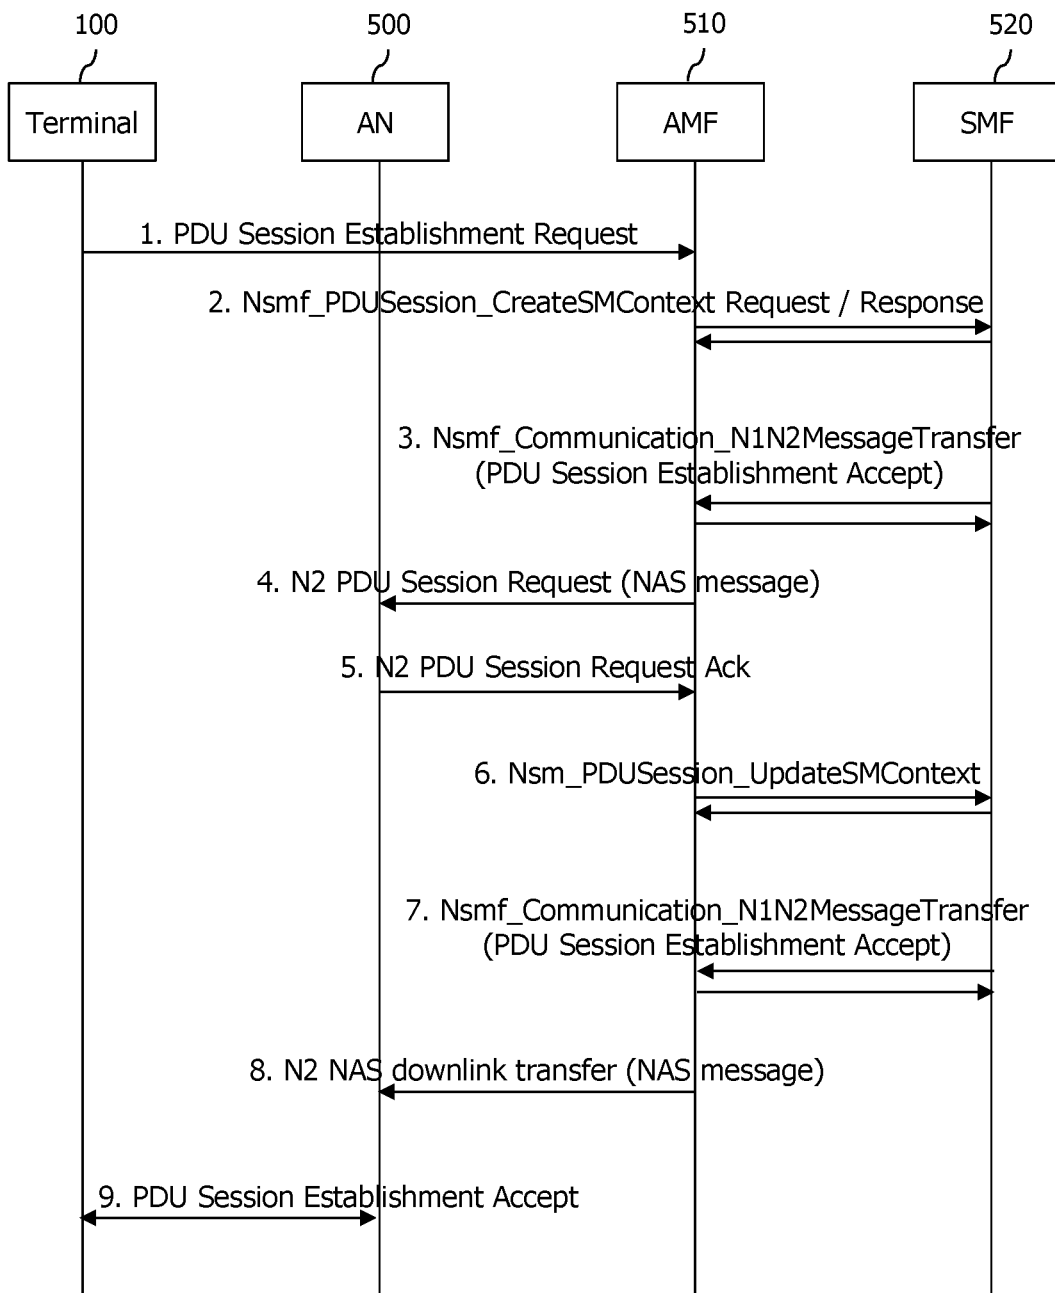 100 500 510 520
Terminal AN AMF SMF
1. PDU Session Establishment Request
2. Nsmf_PDUSession_CreateSMContext Request / Response
3. Nsmf_Communication_N1N2MessageTransfer
(PDU Session Establishment Accept)
4. N2 PDU Session Request (NAS message)
5. N2 PDU Session Request Ack
6. Nsm_PDUSession_UpdateSMContext
7. Nsmf_Communication_N1N2MessageTransfer
(PDU Session Establishment Accept)
8. N2 NAS downlink transfer (NAS message)
9. PDU Session Establishment Accept